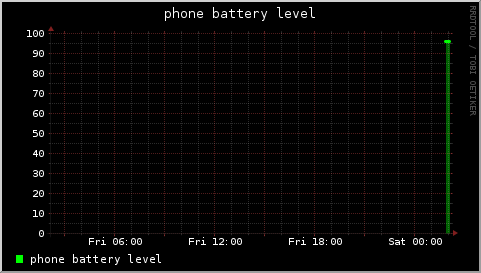 phone battery level
RRDTOOL / TOBI OETIKER
100
90
80
70
60
50
40
30
20
10
0
Fri 06:00 Fri 12:00 Fri 18:00 Sat 00:00
phone battery level